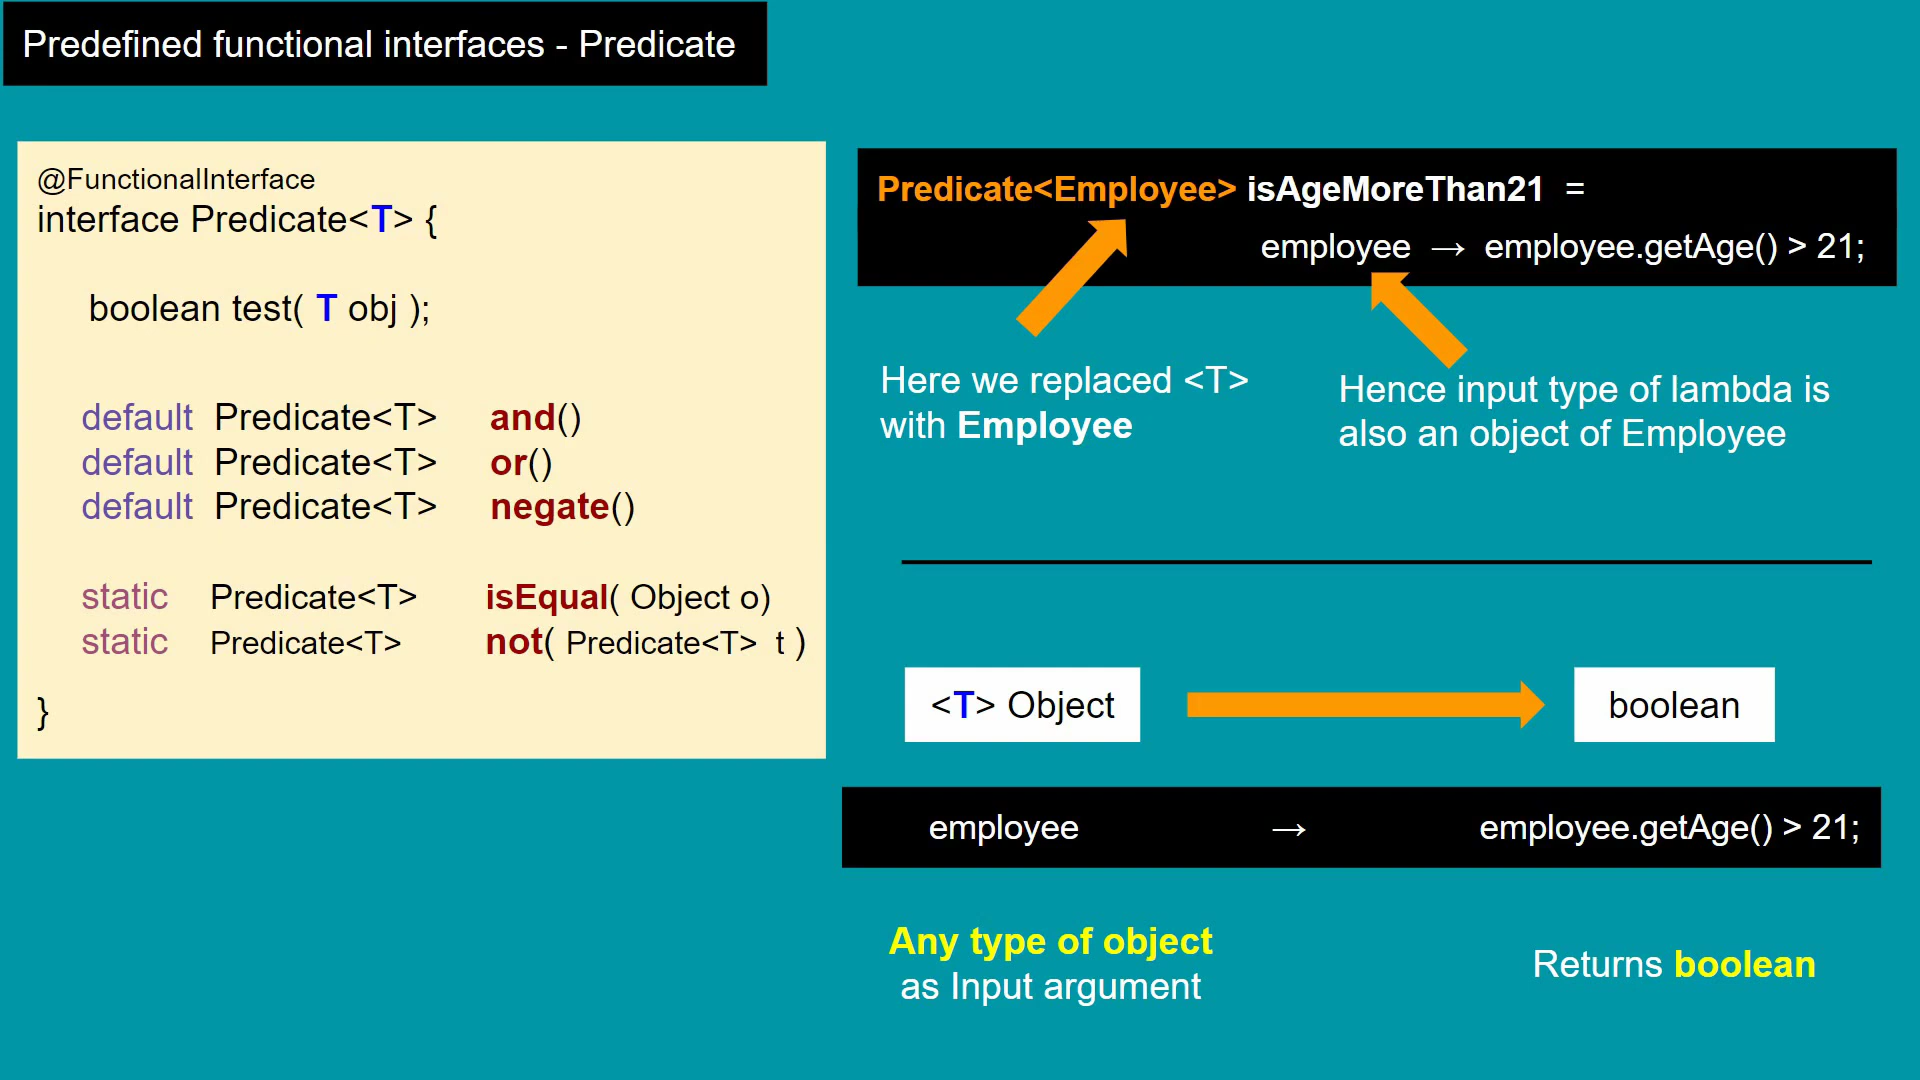 Predefined functional interfaces - Predicate
@FunctionalInterface
interface Predicate<T> {
boolean test( T obj );
default Predicate<T> and()
default Predicate<T> or()
default Predicate<T> negate()
static Predicate<T> isEqual( Object o)
static Predicate<T> not( Predicate<T> t )
}
Predicate<Employee> isAgeMoreThan21 =
employee → employee.getAge() > 21;
Here we replaced <T>
with Employee
Hence input type of lambda is
also an object of Employee
<T> Object
boolean
employee → employee.getAge() > 21;
Any type of object
as Input argument
Returns boolean